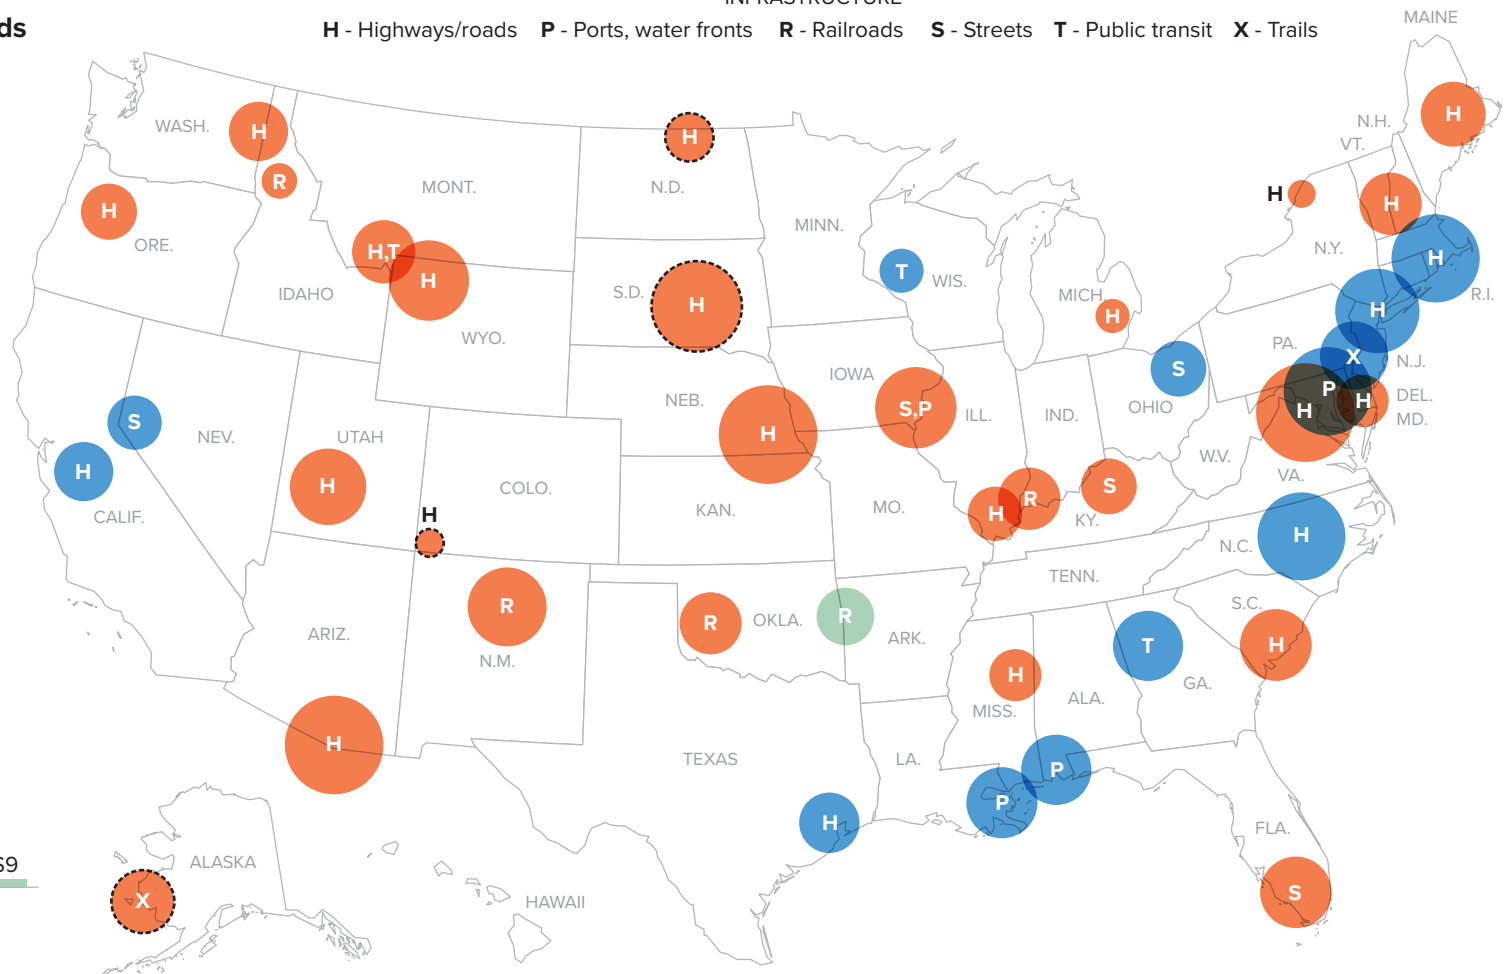 INFRASTRUCTURE
H - Highways/roads P - Ports, water fronts R - Railroads S - Streets T - Public transit X - Trails
MAINE
WASH.
H
R
H
ORE.
MONT.
H,T
H
IDAHO
WYO.
H
N.D.
S.D.
H
MINN.
T
WIS.
MICH.
H
H
N.H.
VT.
H
H
N.Y.
H
R.I.
H
PA.
X
N.J.
P
H
H
DEL.
MD.
S
OHIO
IOWA
S,P
ILL.
IND.
NEB.
H
S
H
CALIF.
NEV.
UTAH
H
COLO.
H
KAN.
MO.
H
R
S
KY.
W.V.
VA.
N.C.
H
TENN.
S.C.
H
ARIZ.
R
N.M.
R
OKLA.
R
ARK.
H
MISS.
ALA.
T
GA.
H
TEXAS
LA.
P
P
H
FLA.
S
ALASKA
X
HAWAII